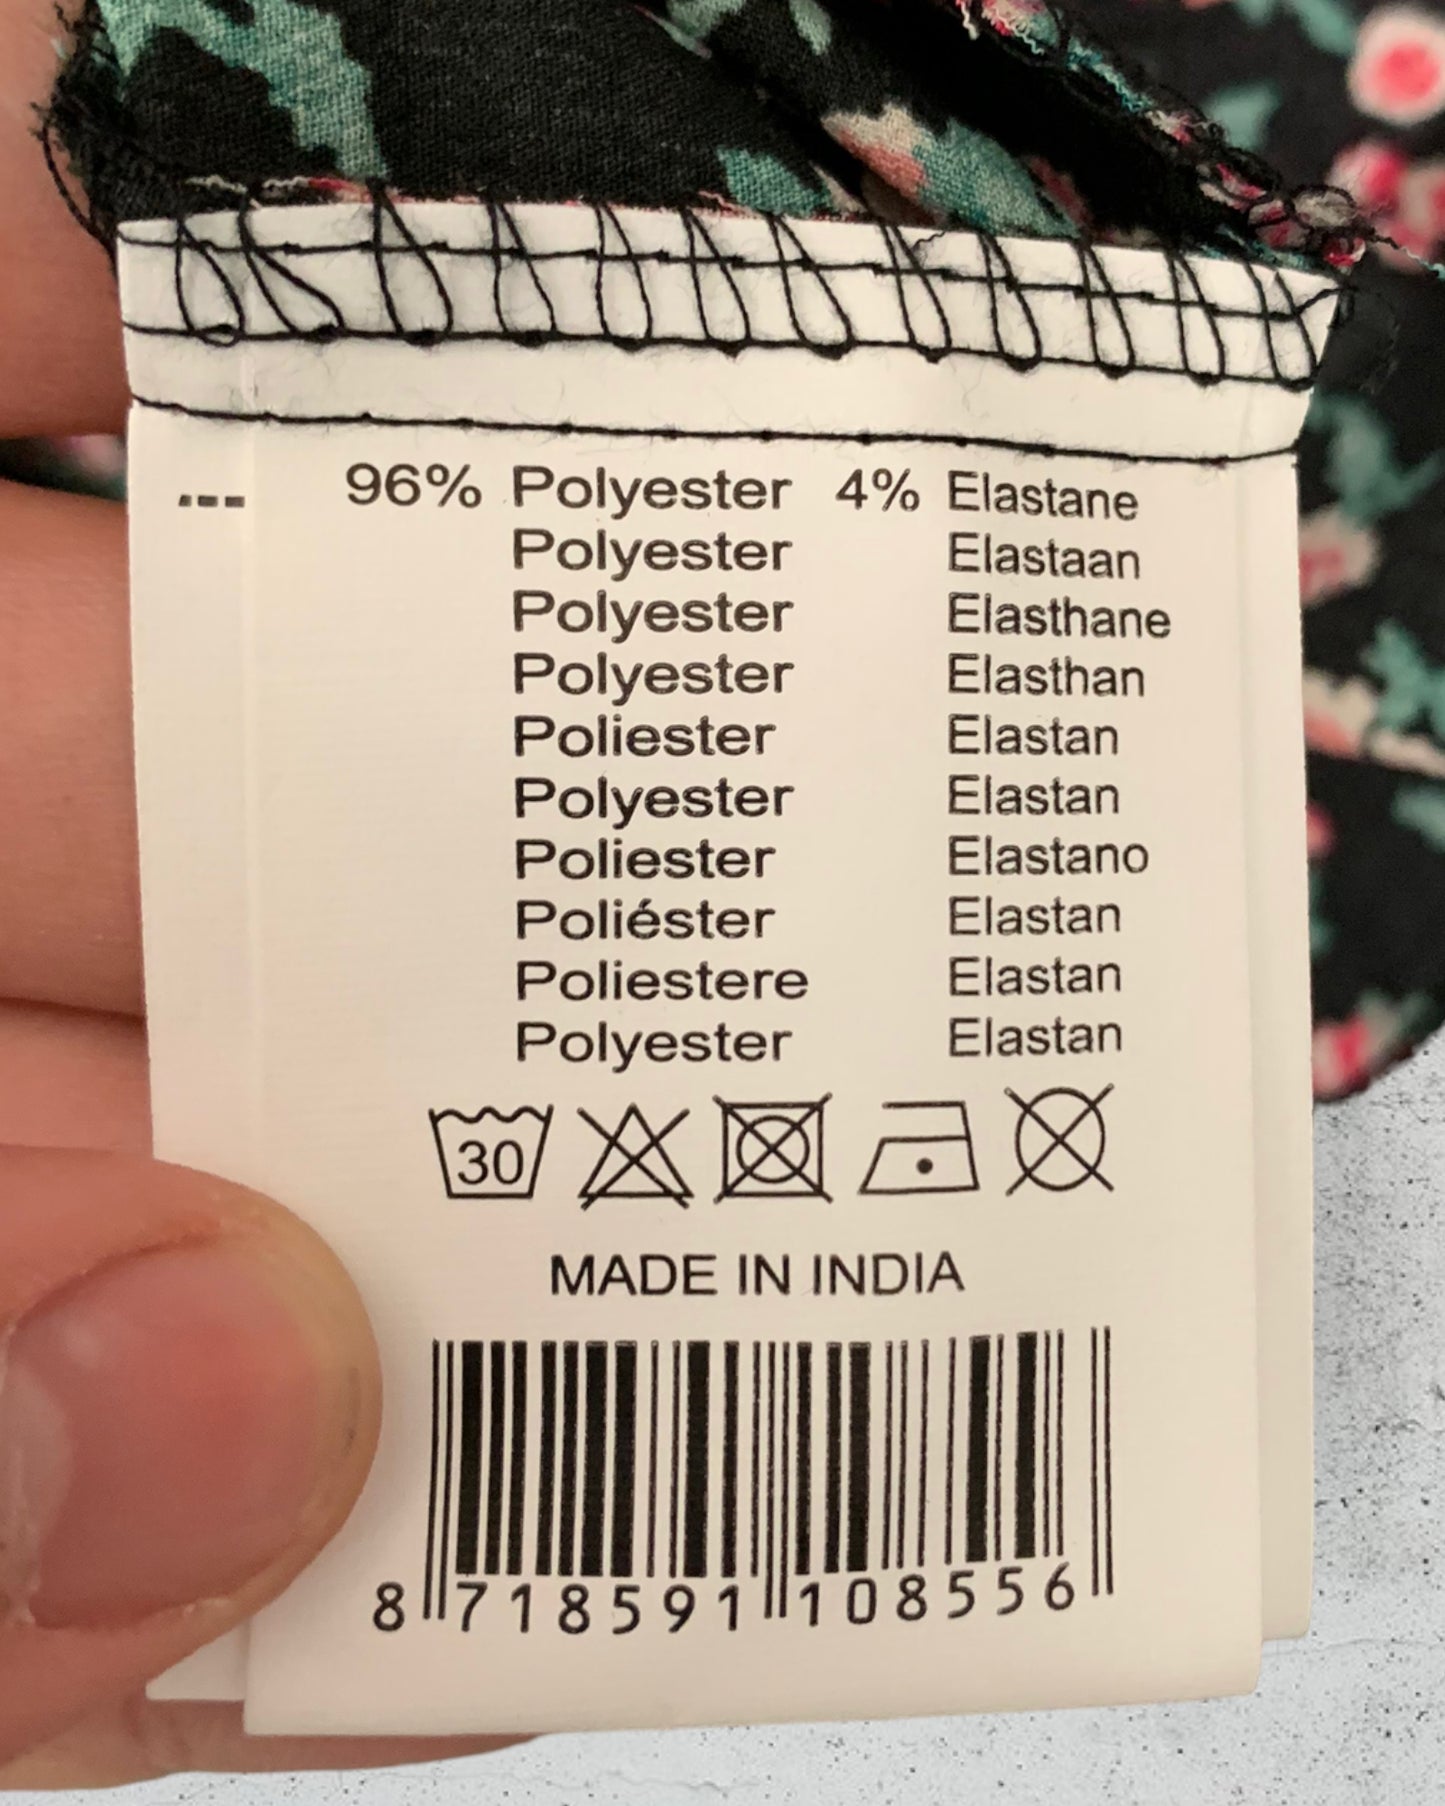 --- 96% Polyester 4% Elastane
Polyester Elastaan
Polyester Elasthane
Polyester Elasthan
Poliester Elastan
Polyester Elastan
Poliester Elastano
Poliéster Elastan
Poliestere Elastan
Polyester Elastan
30
MADE IN INDIA
8 718591 108556